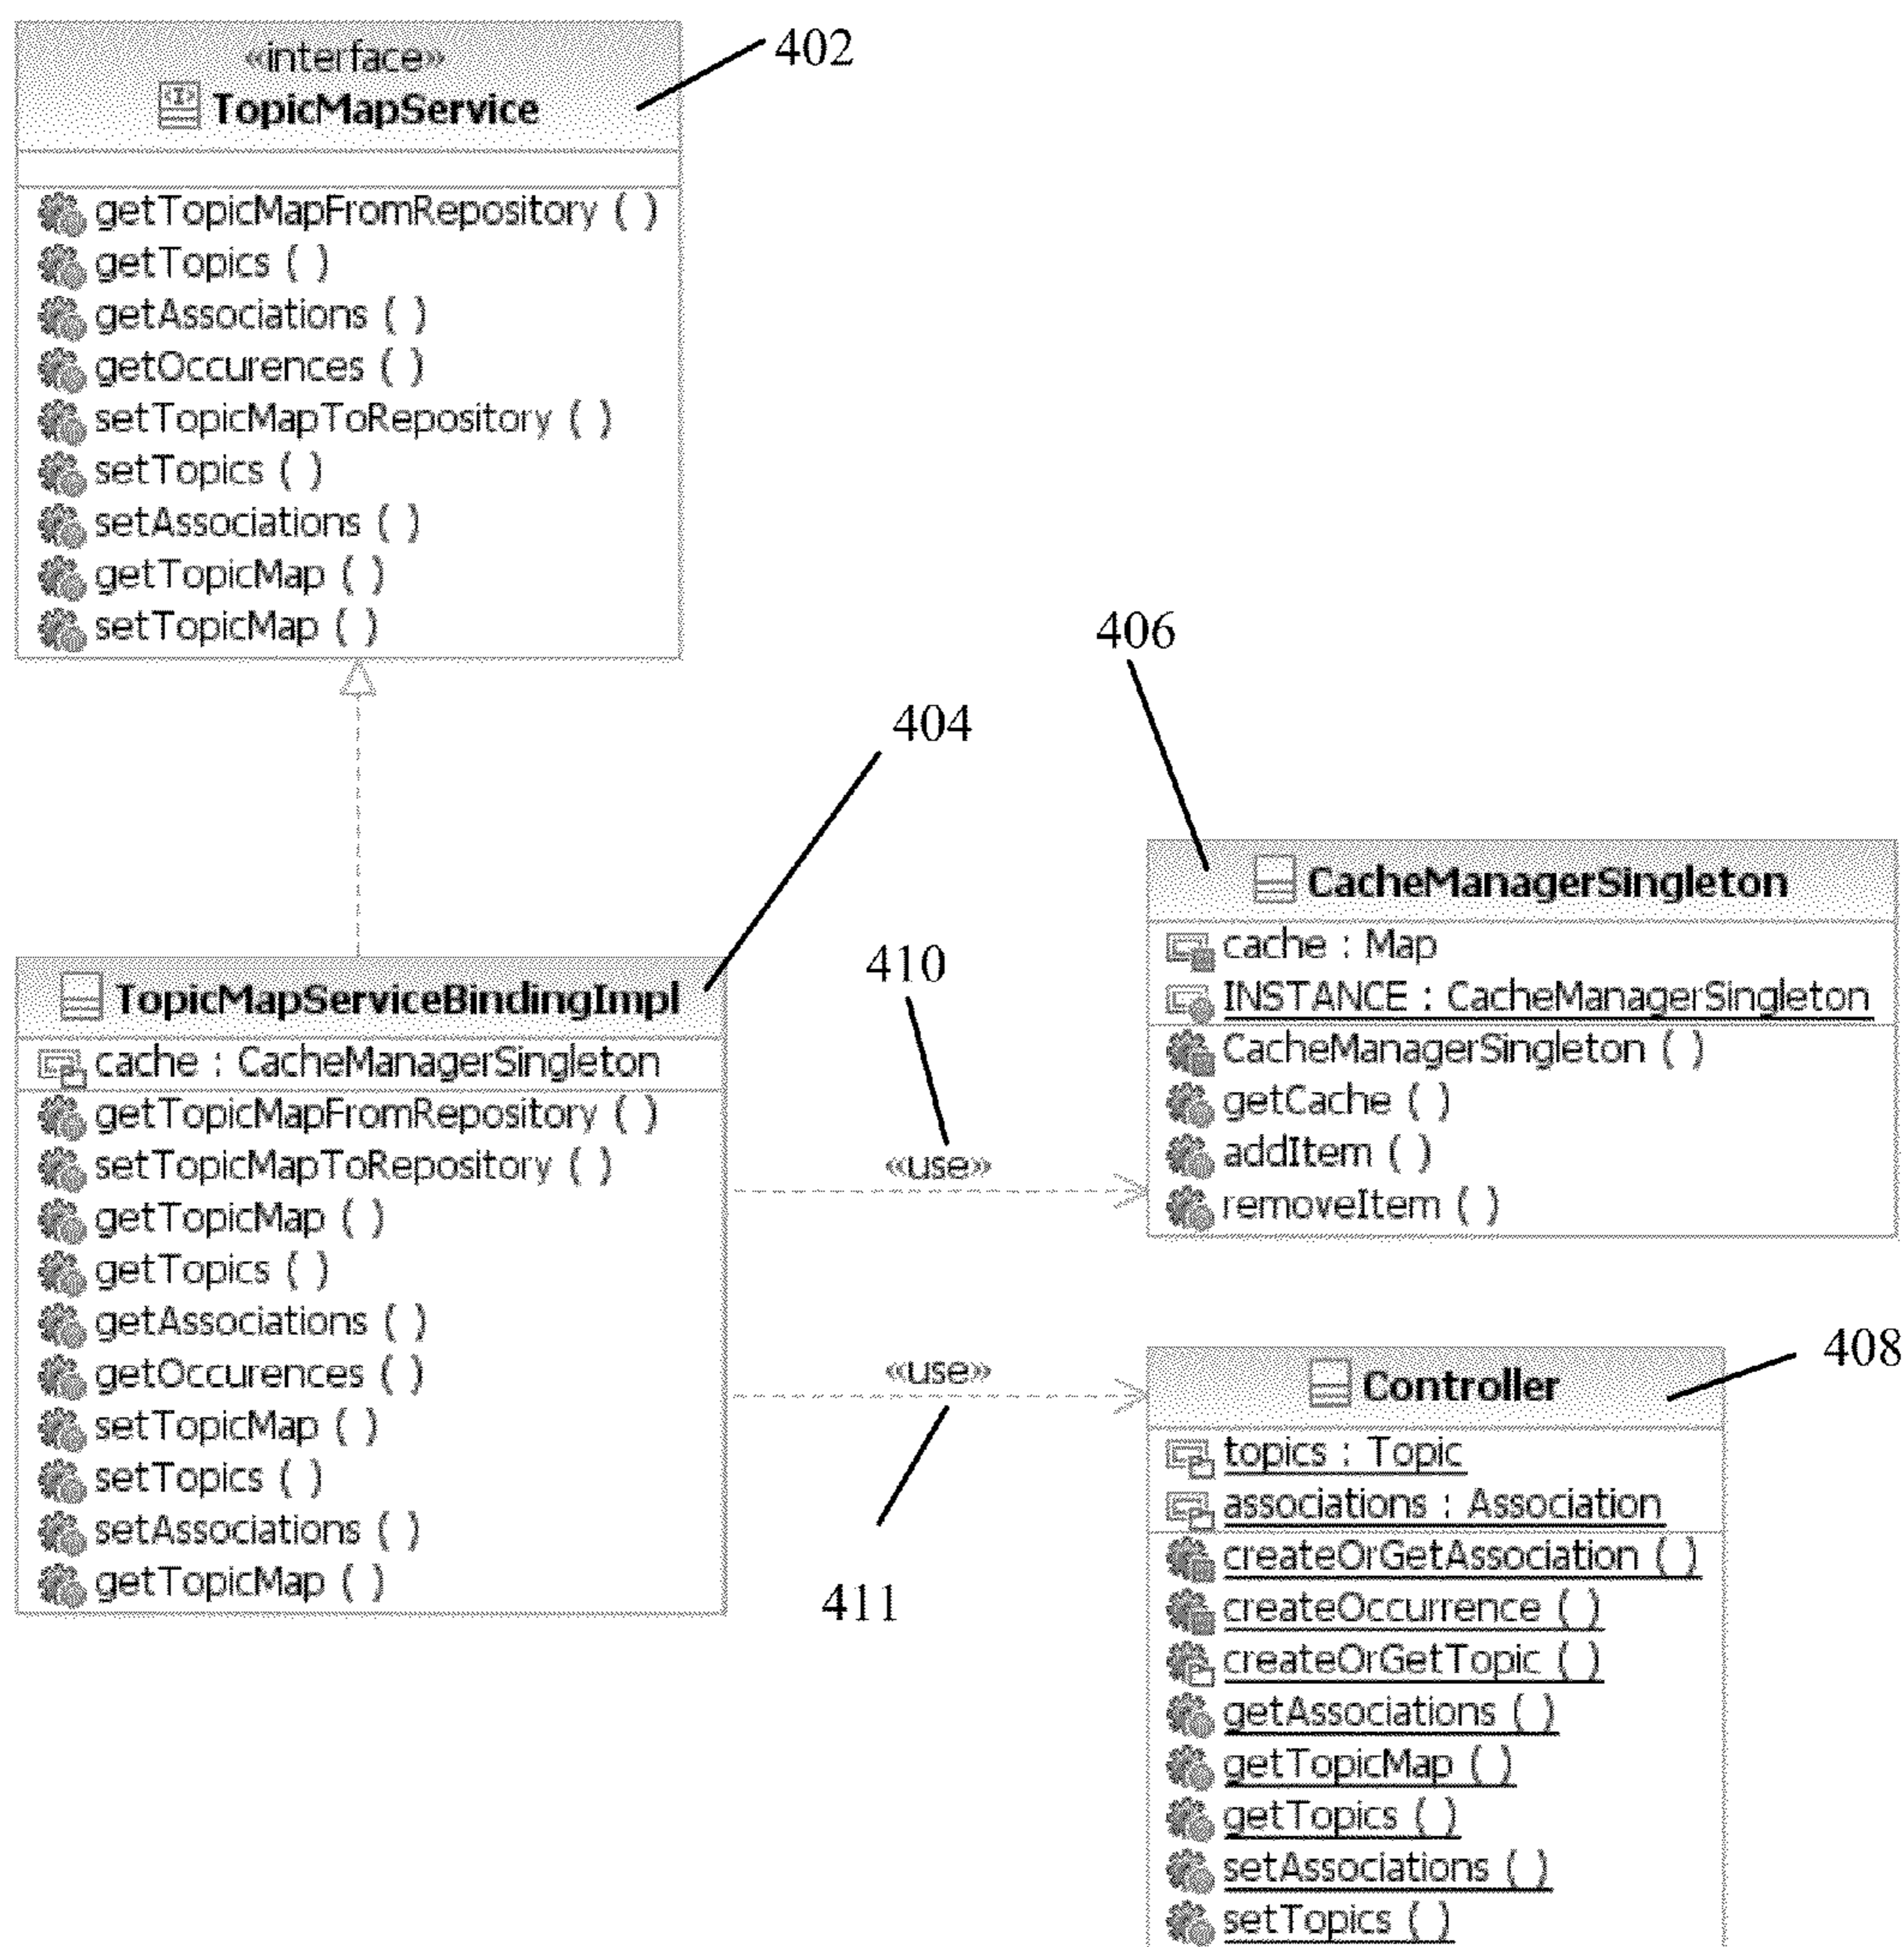 «interface»
TopicMapService
402
getTopicMapFromRepository ( )
getTopics ( )
getAssociations ( )
getOccurences ( )
setTopicMapToRepository ( )
setTopics ( )
setAssociations ( )
getTopicMap ( )
setTopicMap ( )
404
TopicMapServiceBindingImpl
cache : CacheManagerSingleton
getTopicMapFromRepository ( )
setTopicMapToRepository ( )
getTopicMap ( )
getTopics ( )
getAssociations ( )
getOccurences ( )
setTopicMap ( )
setTopics ( )
setAssociations ( )
getTopicMap ( )
410
«use»
«use»
411
406
CacheManagerSingleton
cache : Map
INSTANCE : CacheManagerSingleton
CacheManagerSingleton ( )
getCache ( )
addItem ( )
removeItem ( )
408
Controller
topics : Topic
associations : Association
createOrGetAssociation ( )
createOccurrence ( )
createOrGetTopic ( )
getAssociations ( )
getTopicMap ( )
getTopics ( )
setAssociations ( )
setTopics ( )